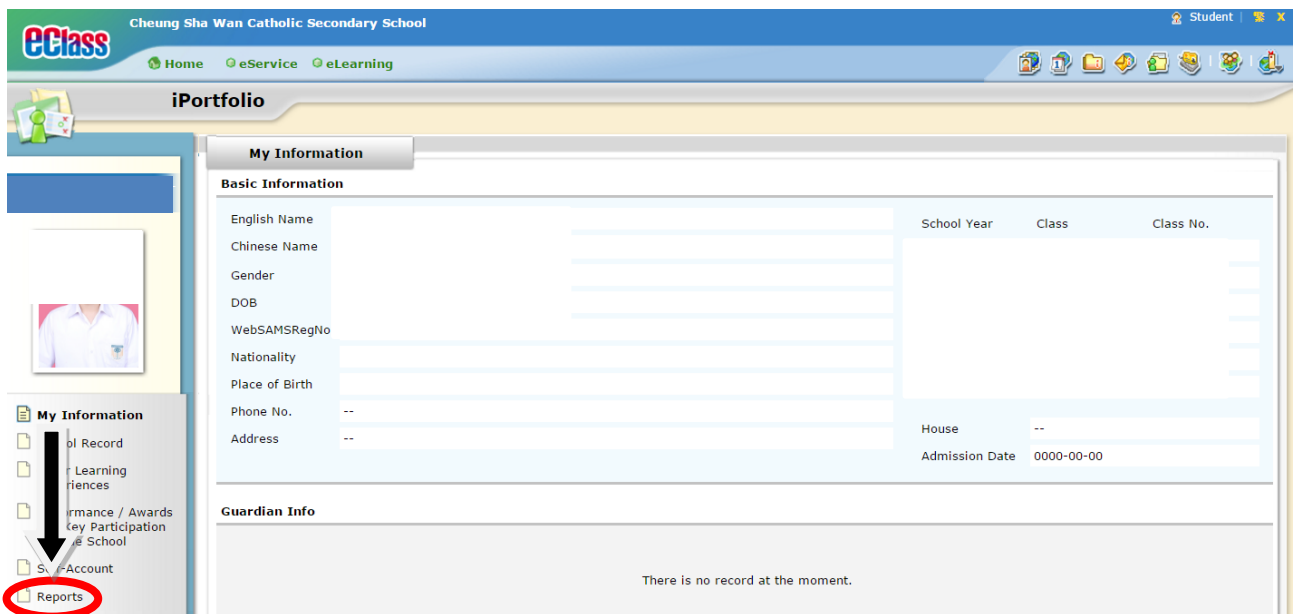 eClass
Cheung Sha Wan Catholic Secondary School
Student
X
Home
eService
eLearning
iPortfolio
My Information
Basic Information
English Name
Chinese Name
Gender
DOB
WebSAMSRegNo
Nationality
Place of Birth
Phone No. --
Address --
School Year Class Class No.
House --
Admission Date 0000-00-00
Guardian Info
There is no record at the moment.
My Information
Record
Learning
/ Awards
Key Participation
School
-Account
Reports